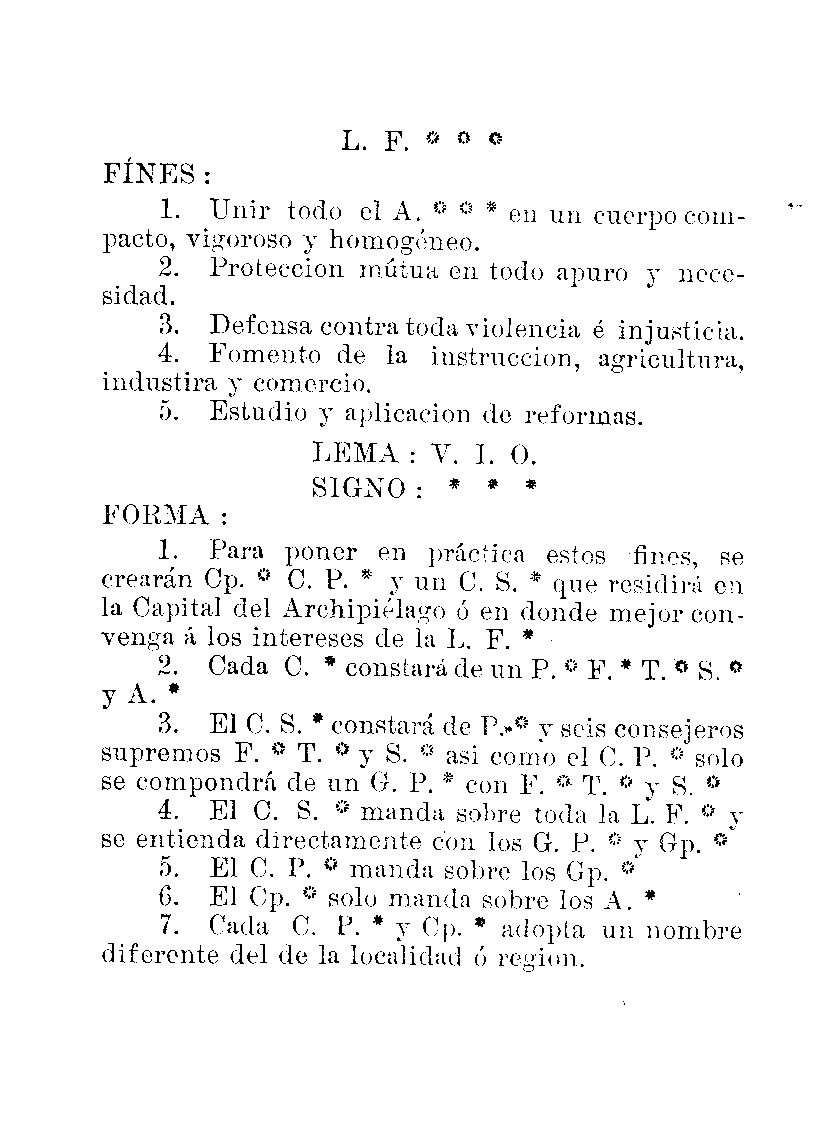 L. F. * * *
FÍNES :
1. Unir todo el A. * * * en un cuerpo com-
pacto, vigoroso y homogéneo.
2. Proteccion mútua en todo apuro y nece-
sidad.
3. Defensa contra toda violencia é injusticia.
4. Fomento de la instruccion, agricultura,
industira y comercio.
5. Estudio y aplicacion de reformas.
LEMA : V. I. O.
SIGNO : * * *
FORMA :
1. Para poner en práctica estos fines, se
crearán Cp. * C. P. * y un C. S. * que residirá en
la Capital del Archipiélago ó en donde mejor con-
venga á los intereses de la L. F. *
2. Cada C. * constará de un P. * F. * T. * S. *
y A. *
3. El C. S. * constará de P. * y seis consejeros
supremos F. * T. * y S. * asi como el C. P. * solo
se compondrá de un G. P. * con F. * T. * y S. *
4. El C. S. * manda sobre toda la L. F. * y
se entienda directamente con los G. P. * y Gp. *
5. El C. P. * manda sobre los Gp. *
6. El Cp. * solo manda sobre los A. *
7. Cada C. P. * y Cp. * adopta un nombre
diferente del de la localidad ó region.